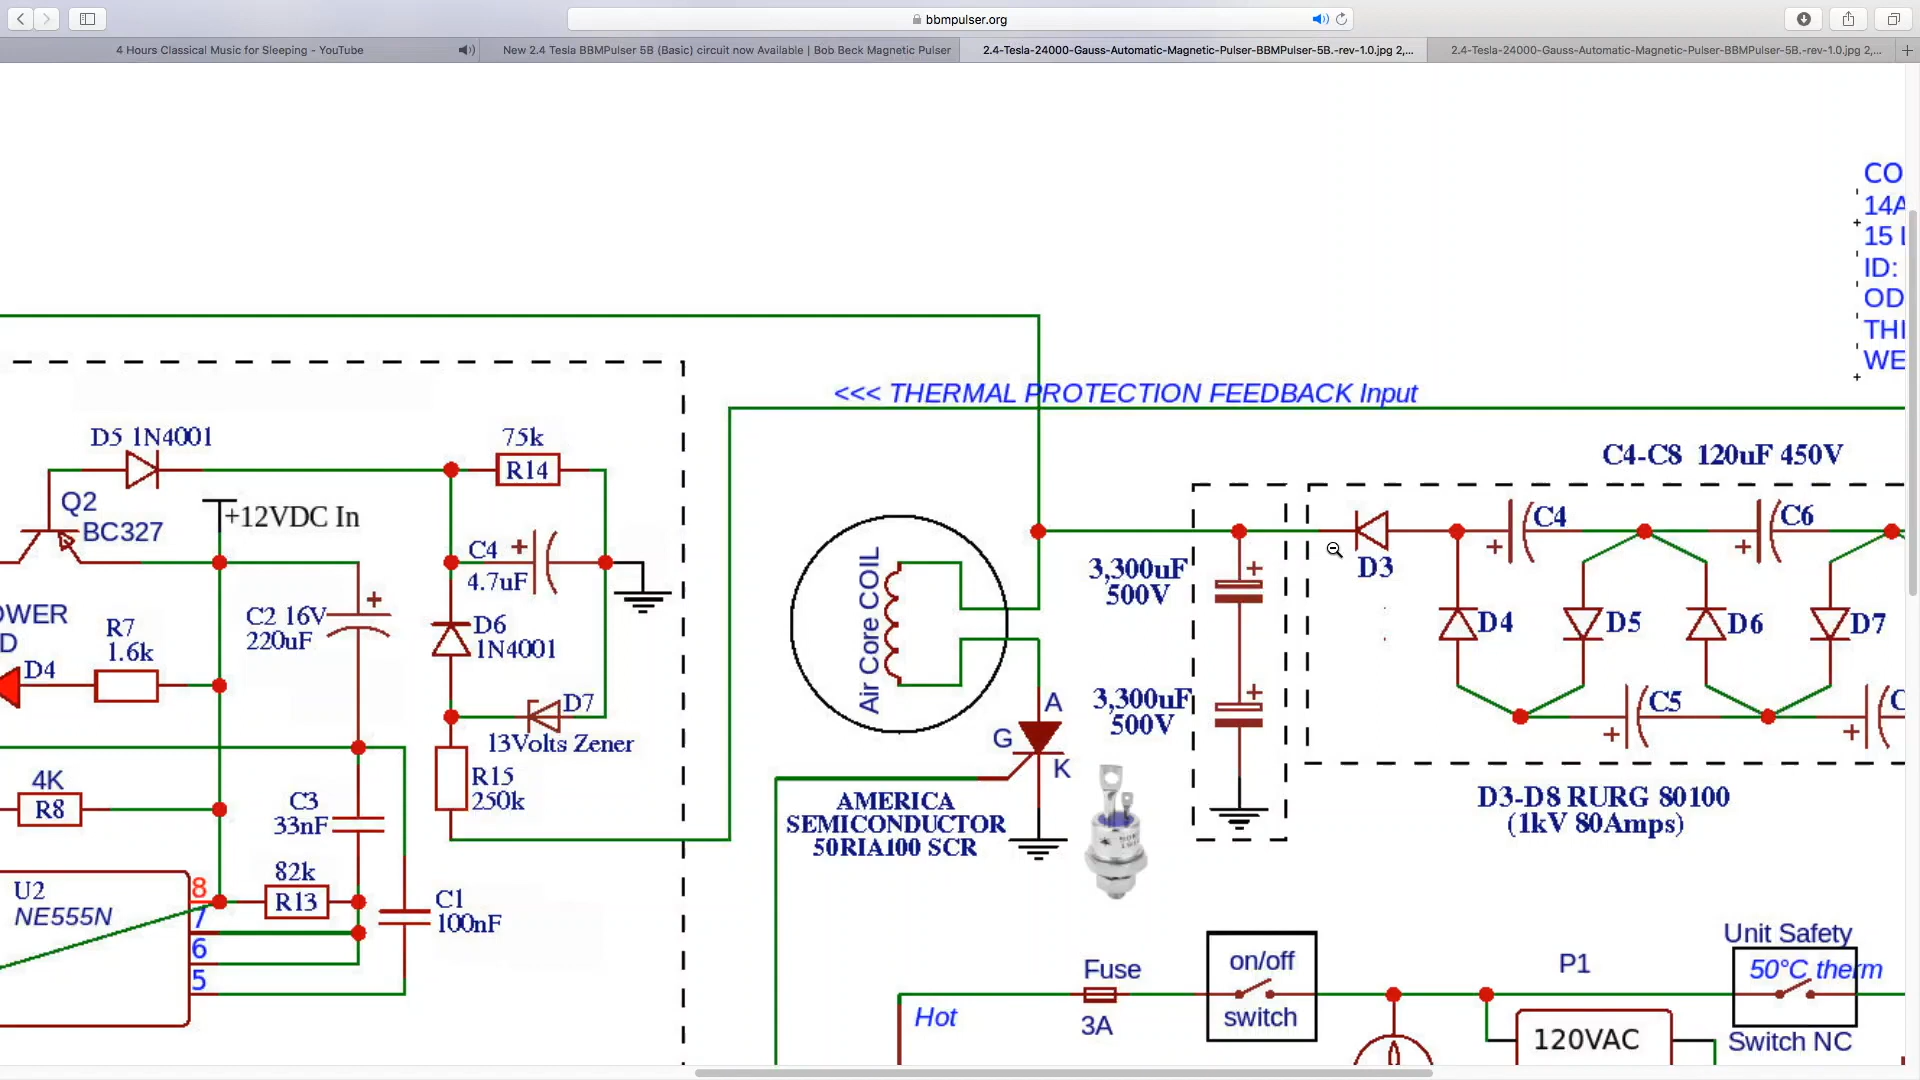 bbmpulser.org
4 Hours Classical Music for Sleeping - YouTube
New 2.4 Tesla BBMPulser 5B (Basic) circuit now Available | Bob Beck Magnetic Pulser
2.4-Tesla-24000-Gauss-Automatic-Magnetic-Pulser-BBMPulser-5B.-rev-1.0.jpg 2,...
2.4-Tesla-24000-Gauss-Automatic-Magnetic-Pulser-BBMPulser-5B.-rev-1.0.jpg 2,...
CO
14A
15
ID:
OD
TH
WE
<<< THERMAL PROTECTION FEEDBACK Input
D5 1N4001
75k
R14
Q2
BC327
+12VDC In
C4 +
4.7uF
C2 16V +
220uF
D6
1N4001
OWER
D
D4
R7
1.6k
D7
13Volts Zener
R15
250k
4K
R8
C3
33nF
82k
R13
C1
100nF
U2
NE555N
8
7
6
5
Air Core COIL
A
G
K
AMERICA
SEMICONDUCTOR
50RIA100 SCR
3,300uF +
500V
3,300uF +
500V
C4-C8 120uF 450V
C4
+
C6
+
D3
D4
D5
D6
D7
C5
+
C
+
D3-D8 RURG 80100
(1kV 80Amps)
Hot
Fuse
3A
on/off
switch
P1
120VAC
Unit Safety
50°C therm
Switch NC